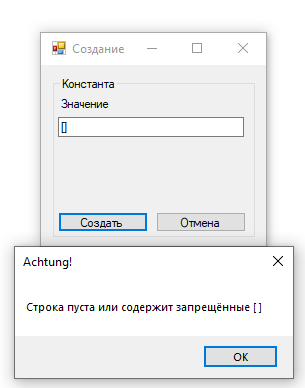 Создание
Константа
Значение
[]
Создать
Отмена
Achtung!
Строка пуста или содержит запрещённые [ ]
OK